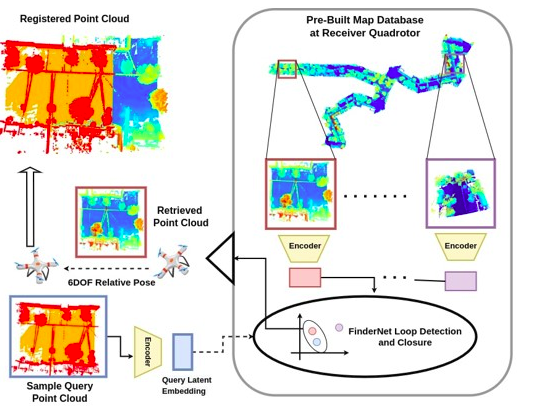 Registered Point Cloud
Pre-Built Map Database
at Receiver Quadrotor
Retrieved
Point Cloud
6DOF Relative Pose
Encoder
Encoder
Encoder
FinderNet Loop Detection
and Closure
Sample Query
Point Cloud
Query Latent
Embedding